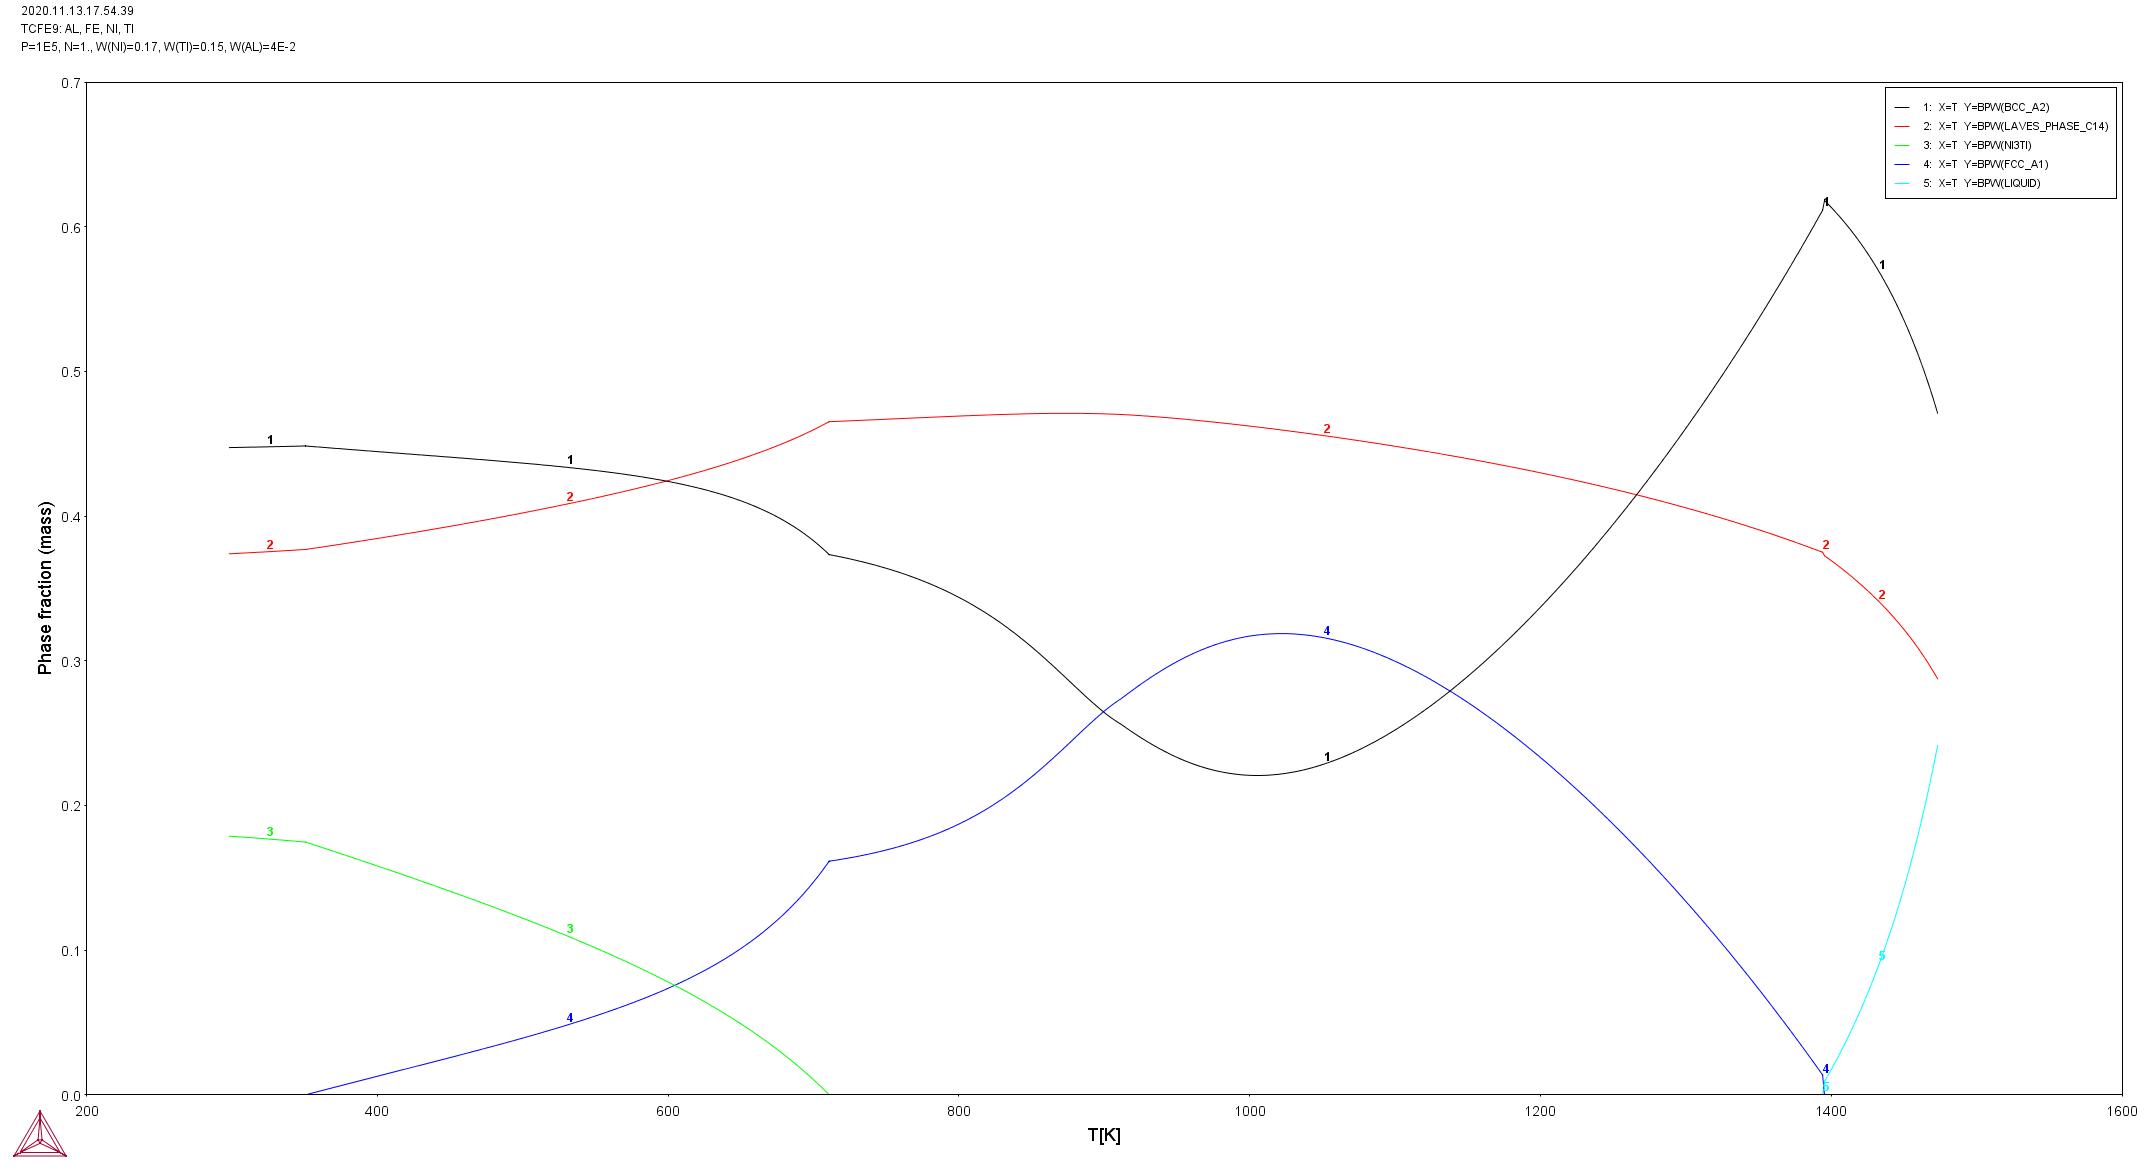 2020.11.13.17.54.39
TCFE9: AL, FE, NI, TI
P=1E5, N=1., W(NI)=0.17, W(TI)=0.15, W(AL)=4E-2
1: X=T Y=BPW(BCC_A2)
2: X=T Y=BPW(LAVES_PHASE_C14)
3: X=T Y=BPW(NI3TI)
4: X=T Y=BPW(FCC_A1)
5: X=T Y=BPW(LIQUID)
Phase fraction (mass)
0.7
0.6
0.5
0.4
0.3
0.2
0.1
0.0
1
1
1
1
1
2
2
2
2
2
3
3
4
4
4
5
5
200 400 600 800 1000 1200 1400 1600
T[K]